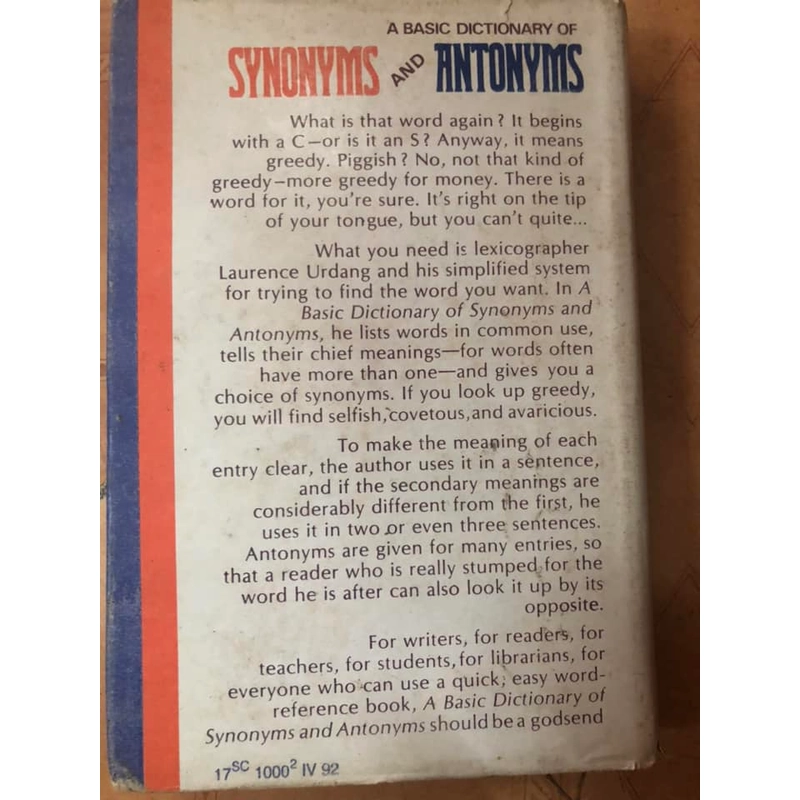 A BASIC DICTIONARY OF
SYNONYMS AND ANTONYMS
What is that word again? It begins
with a C—or is it an S? Anyway, it means
greedy. Piggish? No, not that kind of
greedy—more greedy for money. There is a
word for it, you're sure. It's right on the tip
of your tongue, but you can't quite...
What you need is lexicographer
Laurence Urdang and his simplified system
for trying to find the word you want. In A
Basic Dictionary of Synonyms and
Antonyms, he lists words in common use,
tells their chief meanings—for words often
have more than one—and gives you a
choice of synonyms. If you look up greedy,
you will find selfish, covetous, and avaricious.
To make the meaning of each
entry clear, the author uses it in a sentence,
and if the secondary meanings are
considerably different from the first, he
uses it in two or even three sentences.
Antonyms are given for many entries, so
that a reader who is really stumped for the
word he is after can also look it up by its
opposite.
For writers, for readers, for
teachers, for students, for librarians, for
everyone who can use a quick, easy word-
reference book, A Basic Dictionary of
Synonyms and Antonyms should be a godsend
17SC 1000² IV 92